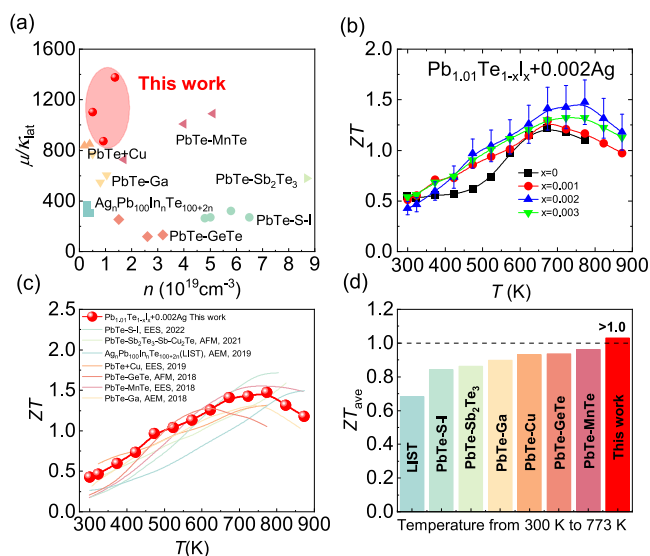 (a)
1600
1200
800
400
0
μ/κlat
This work
PbTe-MnTe
PbTe+Cu
PbTe-Ga
PbTe-Sb2Te3
AgnPb100InnTe100+2n
PbTe-S-I
PbTe-GeTe
0 2 4 6 8
n (10^19cm-3)
(b)
2.0
1.5
1.0
0.5
0.0
ZT
Pb1.01Te1-xIx+0.002Ag
x=0
x=0.001
x=0.002
x=0.003
300 400 500 600 700 800 900
T (K)
(c)
2.5
2.0
1.5
1.0
0.5
0.0
ZT
Pb1.01Te1-xIx+0.002Ag This work
PbTe-S-I, EES, 2022
PbTe-Sb2Te3-Sb-Cu2Te, AFM, 2021
AgnPb100InnTe100+2n(LIST), AEM, 2019
PbTe+Cu, EES, 2019
PbTe-GeTe, AFM, 2018
PbTe-MnTe, EES, 2018
PbTe-Ga, AEM, 2018
300 400 500 600 700 800 900
T(K)
(d)
1.2
1.0
0.8
0.6
0.4
0.2
0.0
ZTave
>1.0
LIST
PbTe-S-I
PbTe-Sb2Te3
PbTe-Ga
PbTe-Cu
PbTe-GeTe
PbTe-MnTe
This work
Temperature from 300 K to 773 K